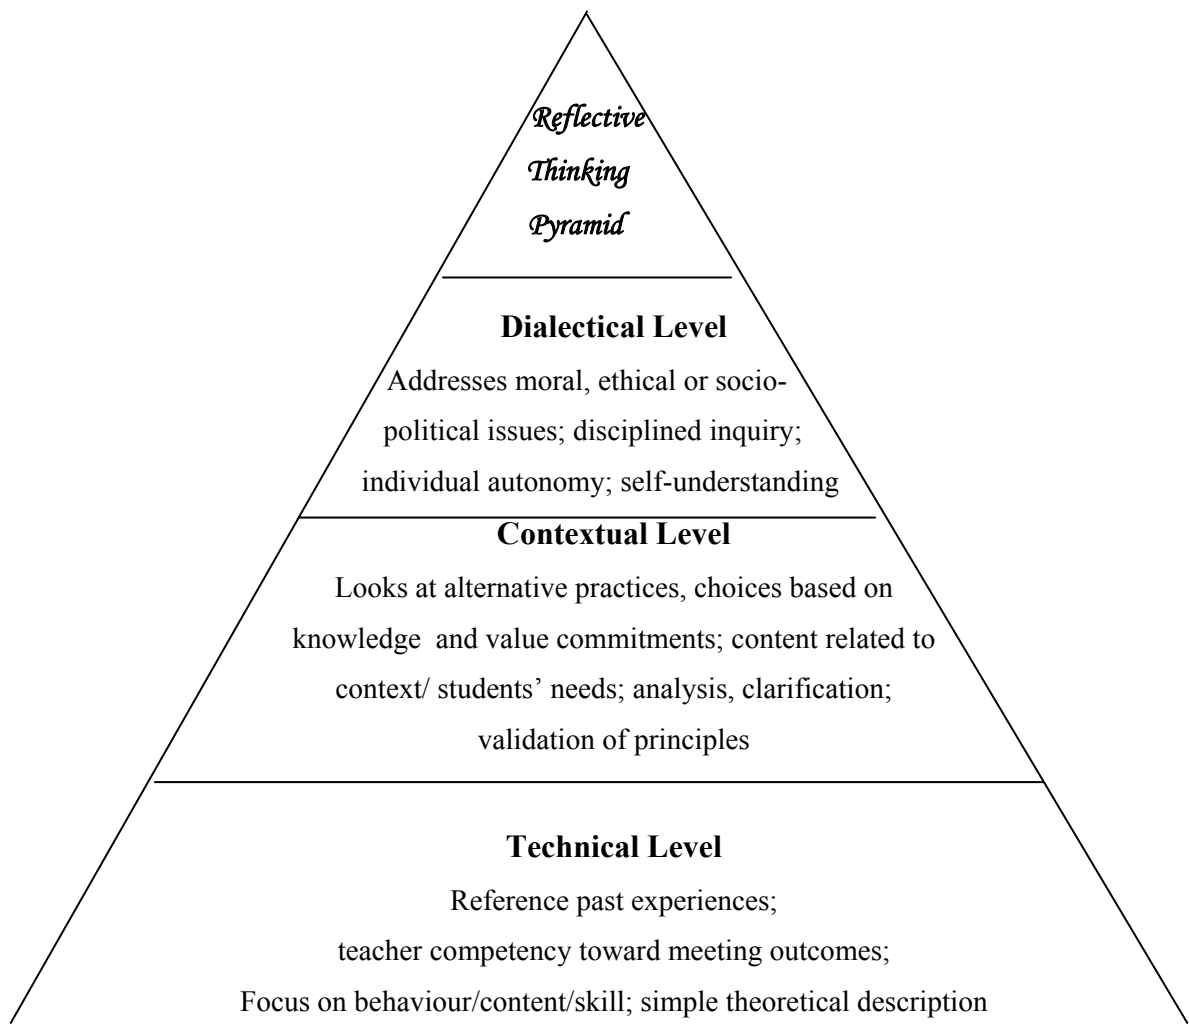 Reflective
Thinking
Pyramid
Dialectical Level
Addresses moral, ethical or socio-
political issues; disciplined inquiry;
individual autonomy; self-understanding
Contextual Level
Looks at alternative practices, choices based on
knowledge  and value commitments; content related to
context/ students’ needs; analysis, clarification;
validation of principles
Technical Level
Reference past experiences;
teacher competency toward meeting outcomes;
Focus on behaviour/content/skill; simple theoretical description